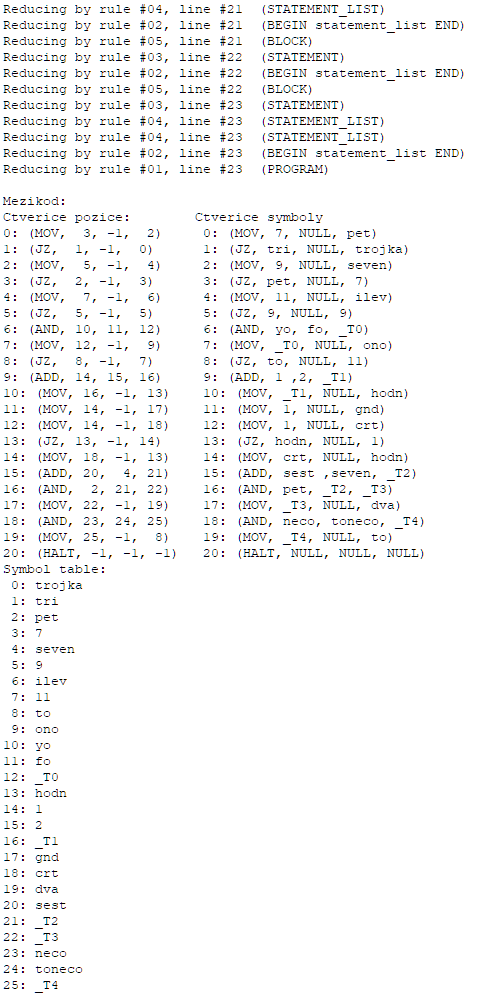 Reducing by rule #04, line #21 (STATEMENT_LIST)
Reducing by rule #02, line #21 (BEGIN statement_list END)
Reducing by rule #05, line #21 (BLOCK)
Reducing by rule #03, line #22 (STATEMENT)
Reducing by rule #02, line #22 (BEGIN statement_list END)
Reducing by rule #05, line #22 (BLOCK)
Reducing by rule #03, line #23 (STATEMENT)
Reducing by rule #04, line #23 (STATEMENT_LIST)
Reducing by rule #04, line #23 (STATEMENT_LIST)
Reducing by rule #02, line #23 (BEGIN statement_list END)
Reducing by rule #01, line #23 (PROGRAM)
Mezikod:
Ctverice pozice: Ctverice symboly
0: (MOV, 3, -1, 2) 0: (MOV, 7, NULL, pet)
1: (JZ, 1, -1, 0) 1: (JZ, tri, NULL, trojka)
2: (MOV, 5, -1, 4) 2: (MOV, 9, NULL, seven)
3: (JZ, 2, -1, 3) 3: (JZ, pet, NULL, 7)
4: (MOV, 7, -1, 6) 4: (MOV, 11, NULL, ilev)
5: (JZ, 5, -1, 5) 5: (JZ, 9, NULL, 9)
6: (AND, 10, 11, 12) 6: (AND, yo, fo, _T0)
7: (MOV, 12, -1, 9) 7: (MOV, _T0, NULL, ono)
8: (JZ, 8, -1, 7) 8: (JZ, to, NULL, 11)
9: (ADD, 14, 15, 16) 9: (ADD, 1 ,2, _T1)
10: (MOV, 16, -1, 13) 10: (MOV, _T1, NULL, hodn)
11: (MOV, 14, -1, 17) 11: (MOV, 1, NULL, gnd)
12: (MOV, 14, -1, 18) 12: (MOV, 1, NULL, crt)
13: (JZ, 13, -1, 14) 13: (JZ, hodn, NULL, 1)
14: (MOV, 18, -1, 13) 14: (MOV, crt, NULL, hodn)
15: (ADD, 20, 4, 21) 15: (ADD, sest ,seven, _T2)
16: (AND, 2, 21, 22) 16: (AND, pet, _T2, _T3)
17: (MOV, 22, -1, 19) 17: (MOV, _T3, NULL, dva)
18: (AND, 23, 24, 25) 18: (AND, neco, toneco, _T4)
19: (MOV, 25, -1, 8) 19: (MOV, _T4, NULL, to)
20: (HALT, -1, -1, -1) 20: (HALT, NULL, NULL, NULL)
Symbol table:
0: trojka
1: tri
2: pet
3: 7
4: seven
5: 9
6: ilev
7: 11
8: to
9: ono
10: yo
11: fo
12: _T0
13: hodn
14: 1
15: 2
16: _T1
17: gnd
18: crt
19: dva
20: sest
21: _T2
22: _T3
23: neco
24: toneco
25: _T4